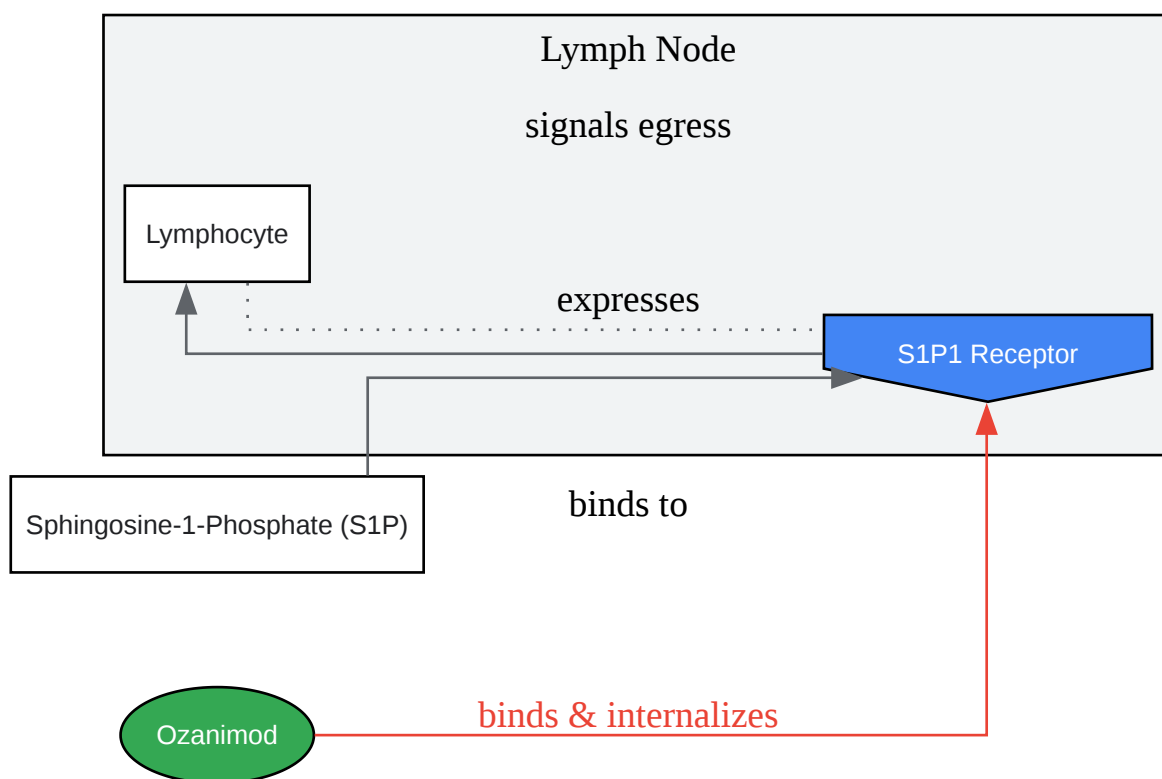 Lymph Node
signals egress
Lymphocyte
expresses
S1P1 Receptor
binds to
Sphingosine-1-Phosphate (S1P)
binds & internalizes
Ozanimod